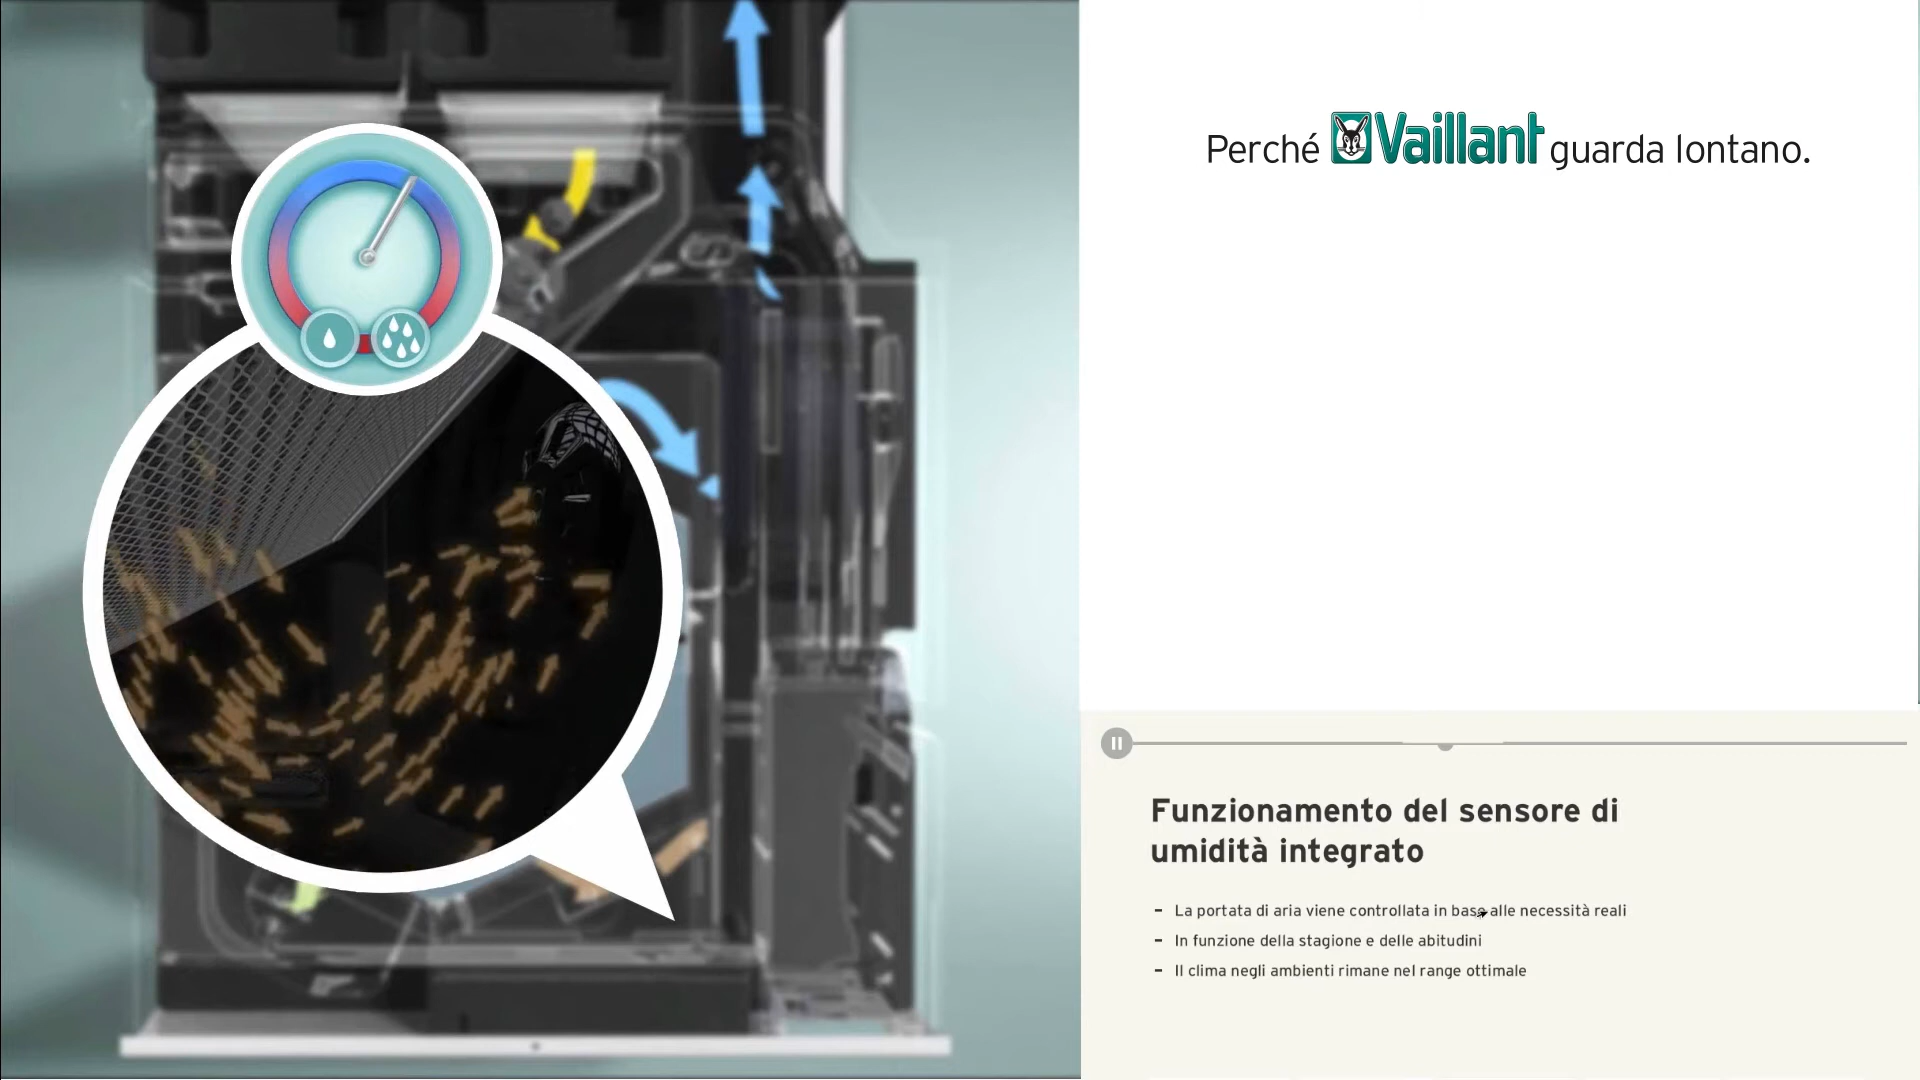 Perché Vaillant guarda lontano.
Funzionamento del sensore di
umidità integrato
- La portata di aria viene controllata in base alle necessità reali
- In funzione della stagione e delle abitudini
- Il clima negli ambienti rimane nel range ottimale